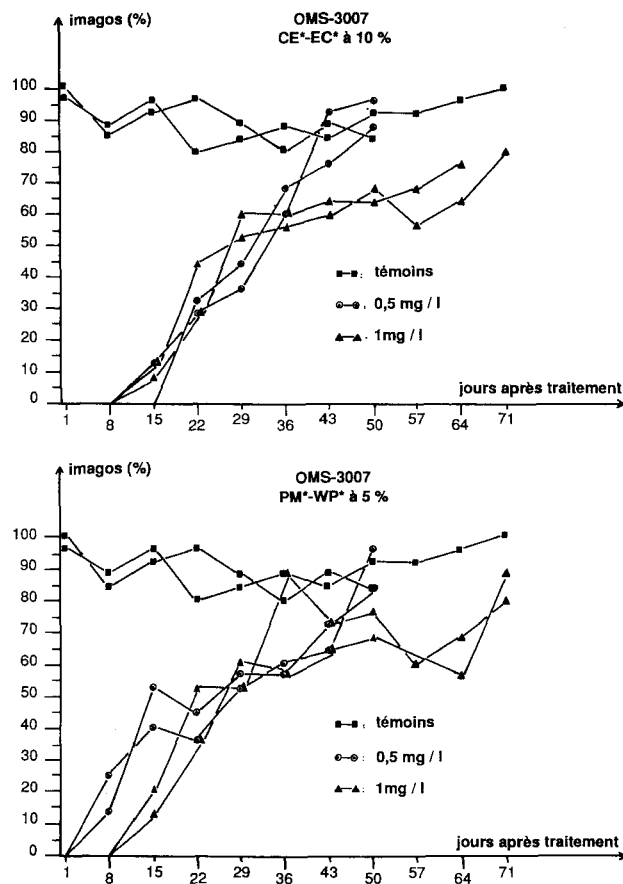 imagos (%)
OMS-3007
CE*-EC* à 10 %
100
90
80
70
60
50
40
30
20
10
0
témoins
0,5 mg / l
1mg / l
jours après traitement
1 8 15 22 29 36 43 50 57 64 71
imagos (%)
OMS-3007
PM*-WP* à 5 %
100
90
80
70
60
50
40
30
20
10
0
témoins
0,5 mg / l
1mg / l
jours après traitement
1 8 15 22 29 36 43 50 57 64 71